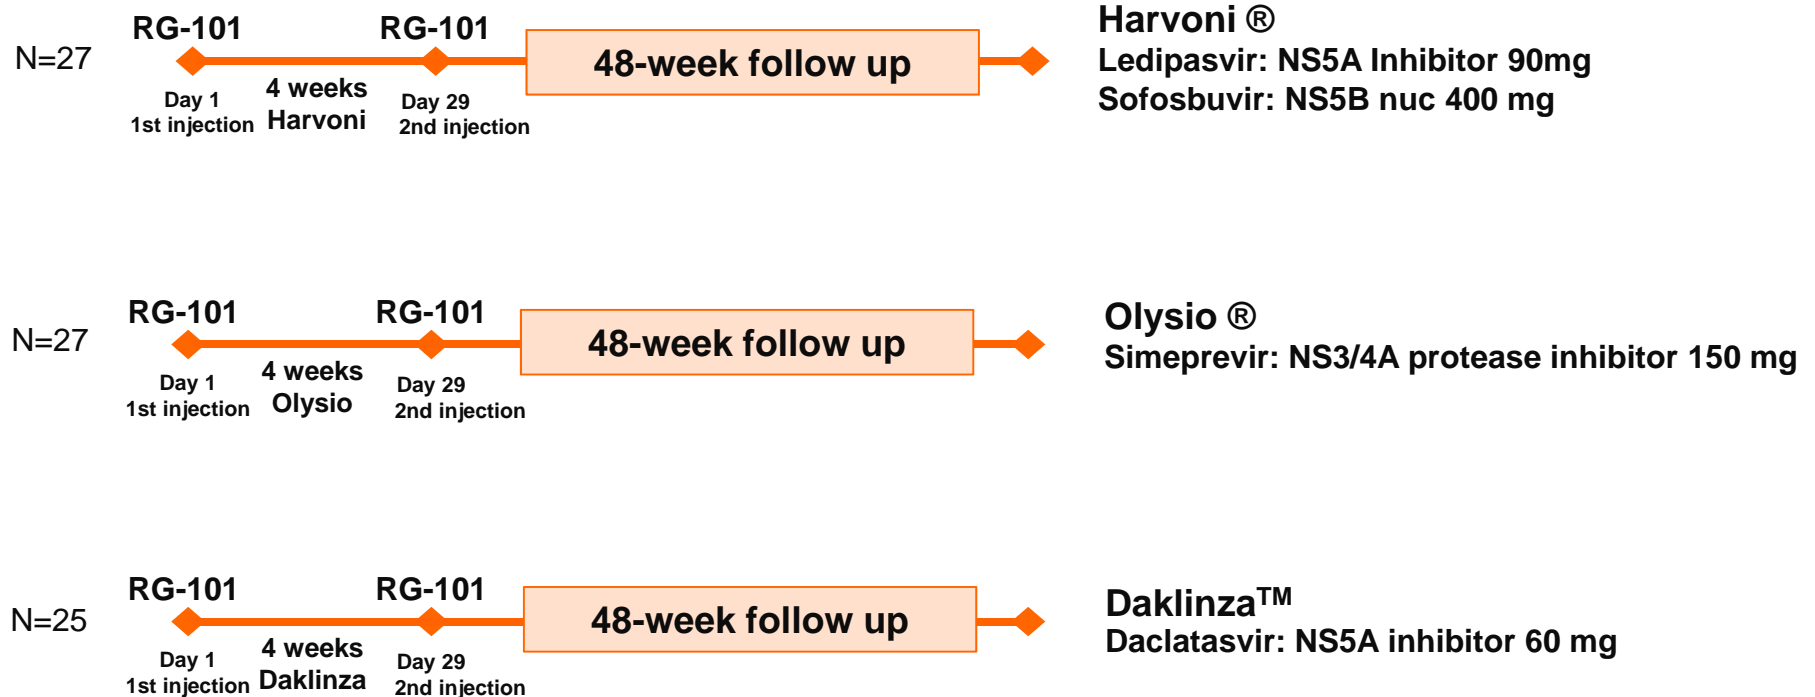 N=27
RG-101
RG-101
Day 1
1st injection
4 weeks
Harvoni
Day 29
2nd injection
48-week follow up
Harvoni ®
Ledipasvir: NS5A Inhibitor 90mg
Sofosbuvir: NS5B nuc 400 mg
N=27
RG-101
RG-101
Day 1
1st injection
4 weeks
Olysio
Day 29
2nd injection
48-week follow up
Olysio ®
Simeprevir: NS3/4A protease inhibitor 150 mg
N=25
RG-101
RG-101
Day 1
1st injection
4 weeks
Daklinza
Day 29
2nd injection
48-week follow up
Daklinza™
Daclatasvir: NS5A inhibitor 60 mg